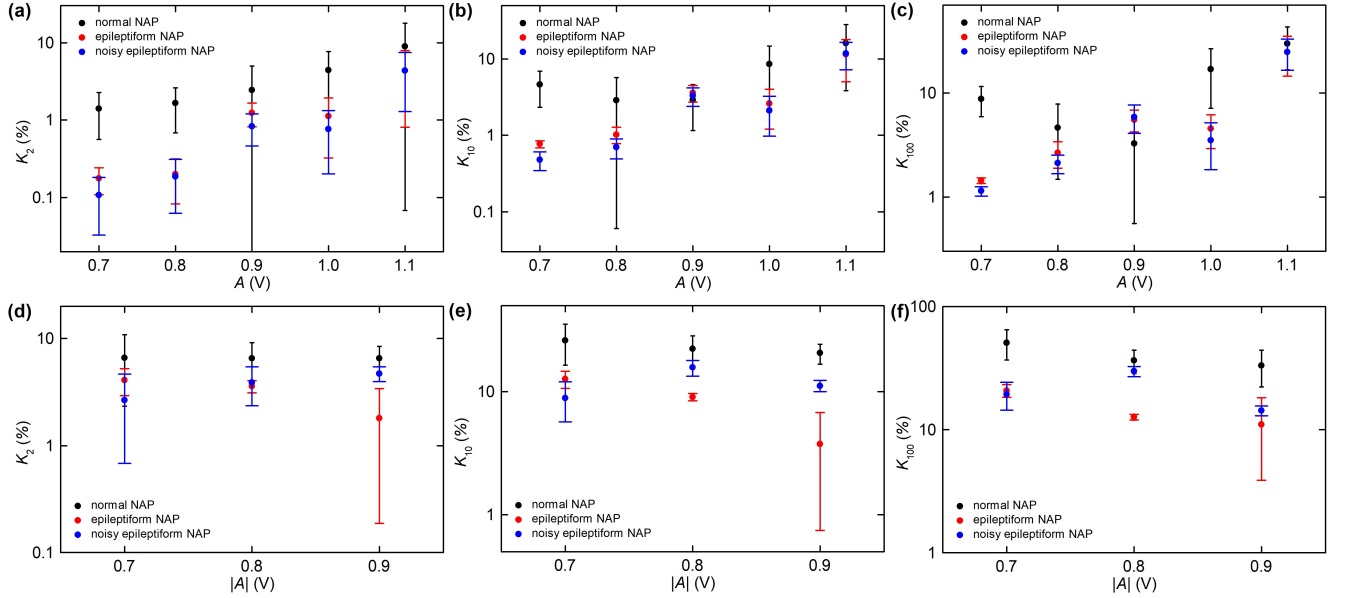 (a)
normal NAP
epileptiform NAP
noisy epileptiform NAP
10
1
0.1
K2 (%)
0.7 0.8 0.9 1.0 1.1
A (V)
(b)
normal NAP
epileptiform NAP
noisy epileptiform NAP
10
1
0.1
K10 (%)
0.7 0.8 0.9 1.0 1.1
A (V)
(c)
normal NAP
epileptiform NAP
noisy epileptiform NAP
10
1
K100 (%)
0.7 0.8 0.9 1.0 1.1
A (V)
(d)
10
1
0.1
K2 (%)
normal NAP
epileptiform NAP
noisy epileptiform NAP
0.7 0.8 0.9
|A| (V)
(e)
10
1
K10 (%)
normal NAP
epileptiform NAP
noisy epileptiform NAP
0.7 0.8 0.9
|A| (V)
(f)
100
10
1
K100 (%)
normal NAP
epileptiform NAP
noisy epileptiform NAP
0.7 0.8 0.9
|A| (V)